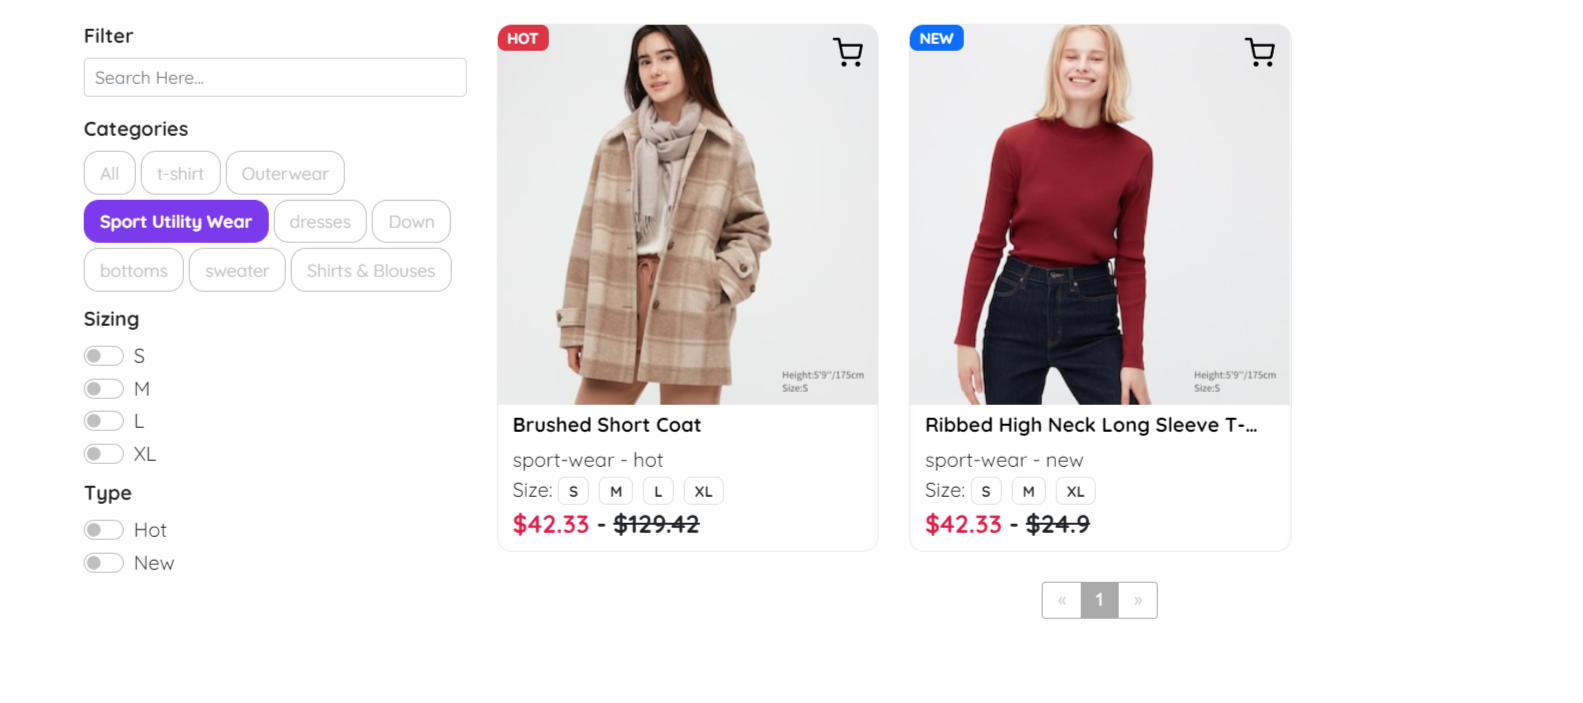 Filter
Search Here...
Categories
All t-shirt Outerwear
Sport Utility Wear dresses Down
bottoms sweater Shirts & Blouses
Sizing
S
M
L
XL
Type
Hot
New
HOT
Height:5'9"/175cm
Size:S
Brushed Short Coat
sport-wear - hot
Size: S M L XL
$42.33 - $129.42
NEW
Height:5'9"/175cm
Size:S
Ribbed High Neck Long Sleeve T-...
sport-wear - new
Size: S M XL
$42.33 - $24.9
« 1 »